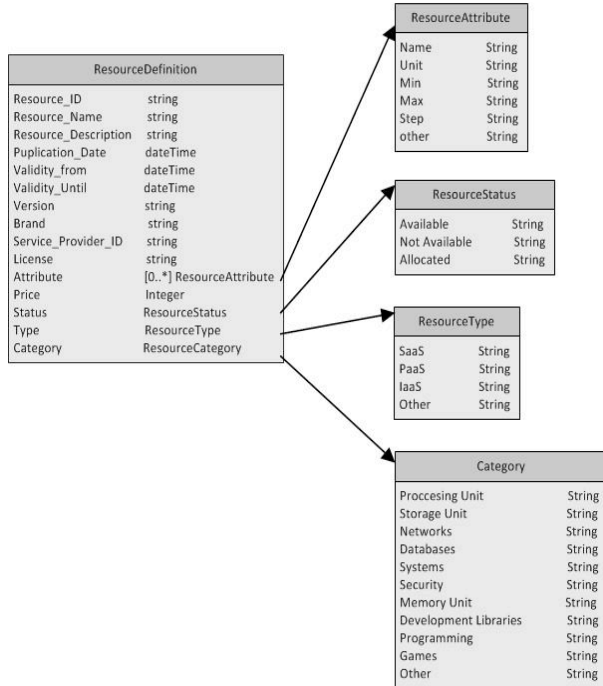 ResourceDefinition
Resource_ID string
Resource_Name string
Resource_Description string
Puplication_Date dateTime
Validity_from dateTime
Validity_Until dateTime
Version string
Brand string
Service_Provider_ID string
License string
Attribute [0..*] ResourceAttribute
Price Integer
Status ResourceStatus
Type ResourceType
Category ResourceCategory
ResourceAttribute
Name String
Unit String
Min String
Max String
Step String
other String
ResourceStatus
Available String
Not Available String
Allocated String
ResourceType
SaaS String
PaaS String
IaaS String
Other String
Category
Proccesing Unit String
Storage Unit String
Networks String
Databases String
Systems String
Security String
Memory Unit String
Development Libraries String
Programming String
Games String
Other String